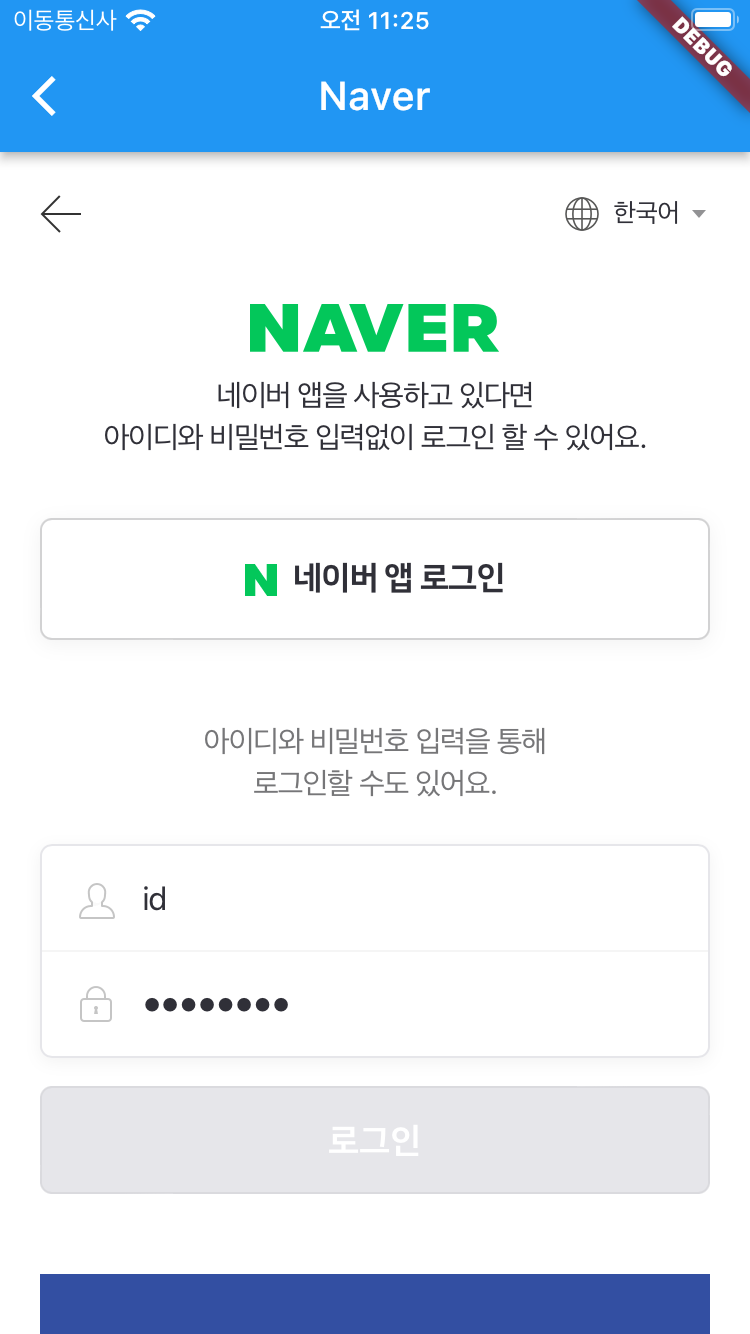 이동통신사
오전 11:25
DEBUG
Naver
한국어
NAVER
네이버 앱을 사용하고 있다면
아이디와 비밀번호 입력없이 로그인 할 수 있어요.
N 네이버 앱 로그인
아이디와 비밀번호 입력을 통해
로그인할 수도 있어요.
id
●●●●●●●●
로그인